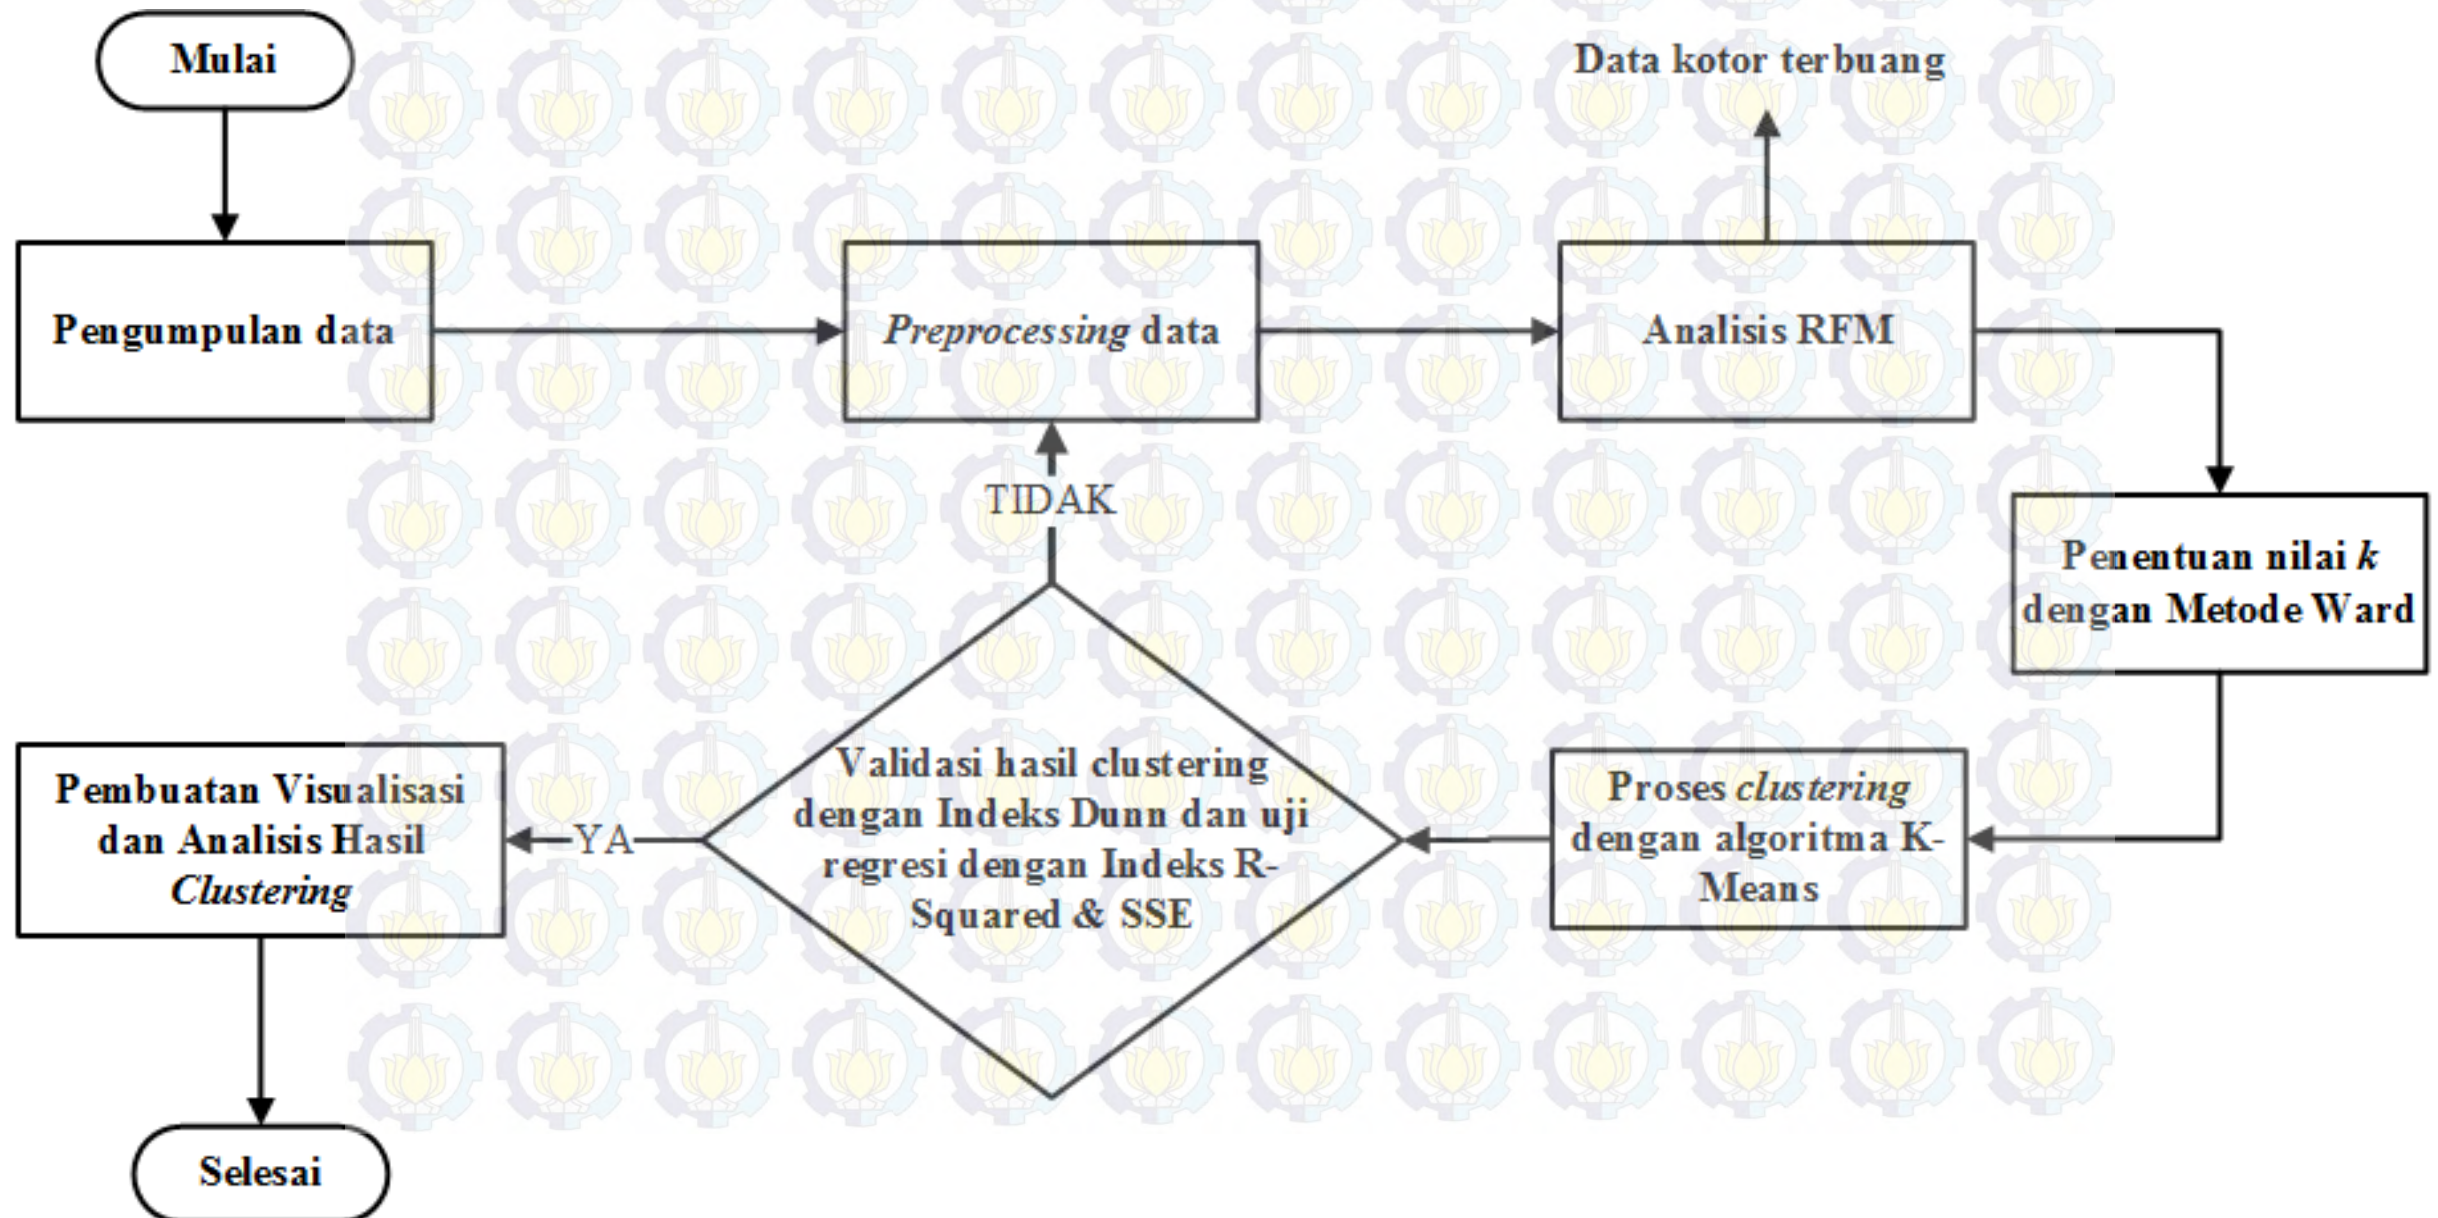 Mulai
Data kotor terbuang
Pengumpulan data
Preprocessing data
Analisis RFM
TIDAK
Penentuan nilai k
dengan Metode Ward
Proses clustering
dengan algoritma K-
Means
Validasi hasil clustering
dengan Indeks Dunn dan uji
regresi dengan Indeks R-
Squared & SSE
YA
Pembuatan Visualisasi
dan Analisis Hasil
Clustering
Selesai